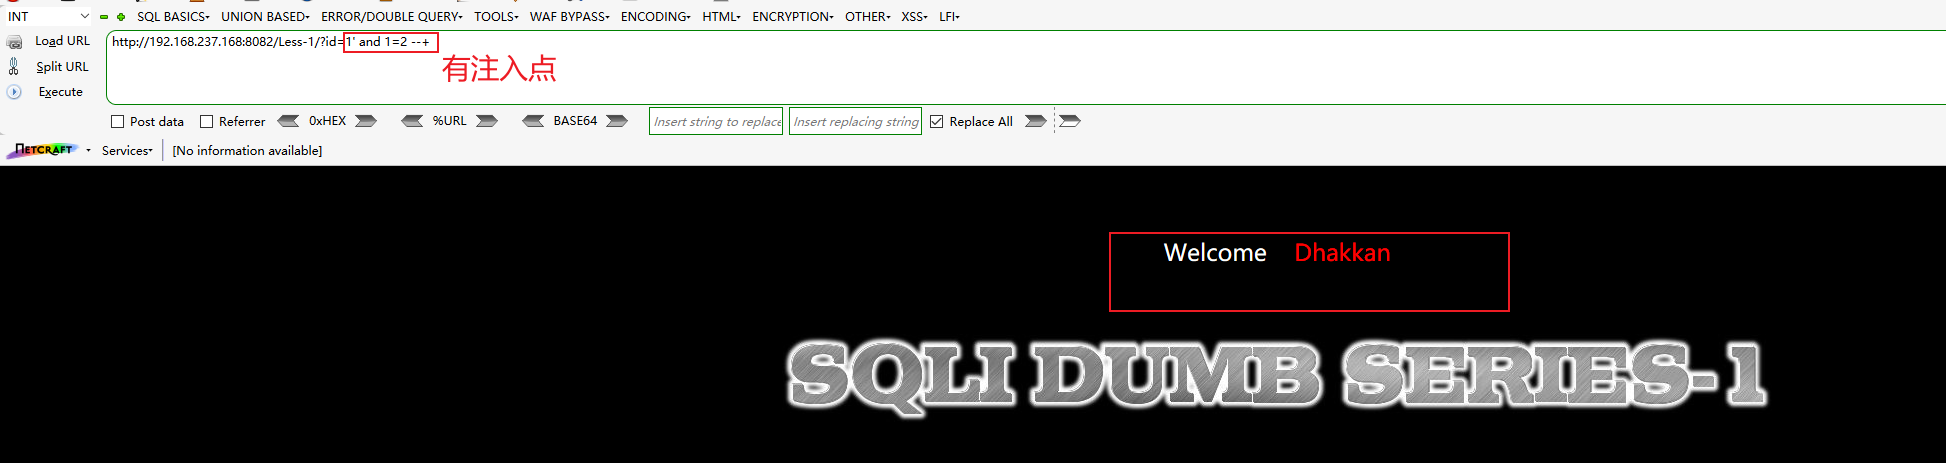 INT SQL BASICS UNION BASED ERROR/DOUBLE QUERY TOOLS WAF BYPASS ENCODING HTML ENCRYPTION OTHER XSS LFI
Load URL http://192.168.237.168:8082/Less-1/?id=1' and 1=2 --+
有注入点
Split URL
Execute
Post data Referrer 0xHEX %URL BASE64 Insert string to replace Insert replacing string Replace All
NETCRAFT Services [No information available]
Welcome Dhakkan
SQLI DUMB SERIES-1